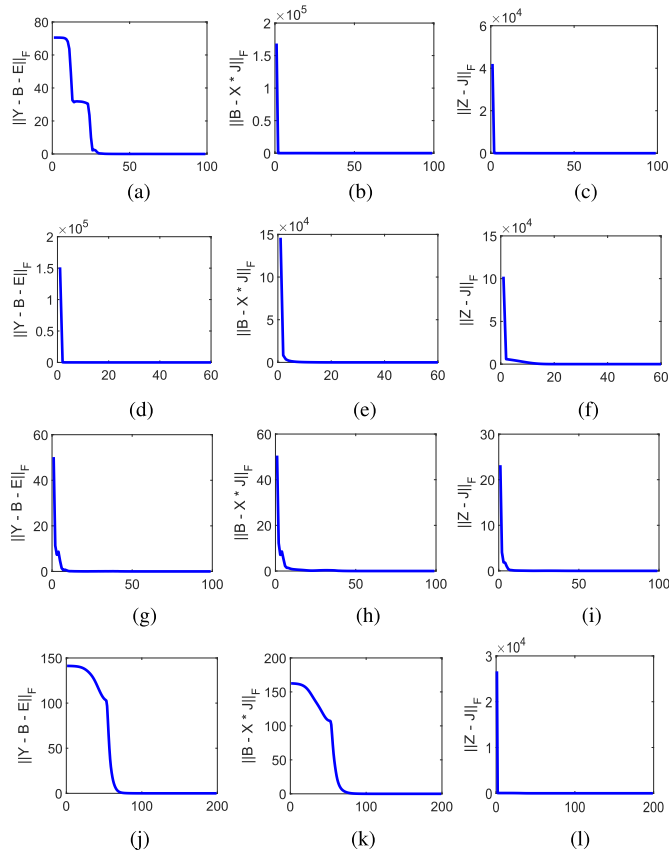 ||Y - B - E||F
80
60
40
20
0
0 50 100
(a)
×10^5
||B - X * J||F
2
1.5
1
0.5
0
0 50 100
(b)
×10^4
||Z - J||F
6
4
2
0
0 50 100
(c)
×10^5
||Y - B - E||F
2
1.5
1
0.5
0
0 20 40 60
(d)
×10^4
||B - X * J||F
15
10
5
0
0 20 40 60
(e)
×10^4
||Z - J||F
15
10
5
0
0 20 40 60
(f)
||Y - B - E||F
60
40
20
0
0 50 100
(g)
||B - X * J||F
60
40
20
0
0 50 100
(h)
||Z - J||F
30
20
10
0
0 50 100
(i)
||Y - B - E||F
150
100
50
0
0 100 200
(j)
||B - X * J||F
200
150
100
50
0
0 100 200
(k)
×10^4
||Z - J||F
3
2
1
0
0 100 200
(l)